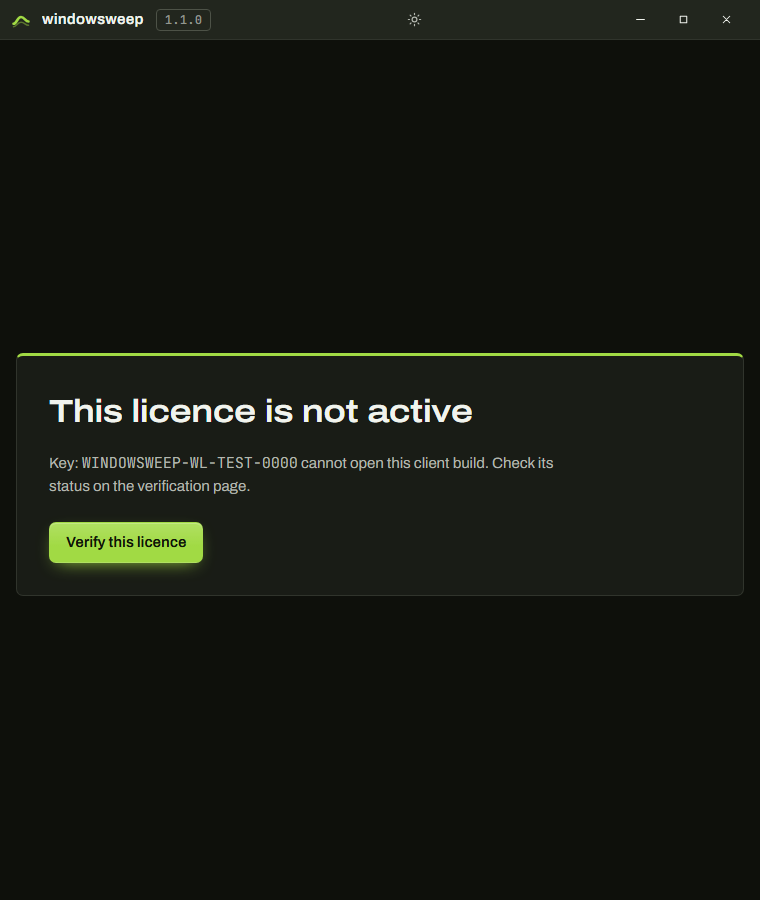 windowsweep 1.1.0
This licence is not active
Key: WINDOWSWEEP-WL-TEST-0000 cannot open this client build. Check its
status on the verification page.
Verify this licence